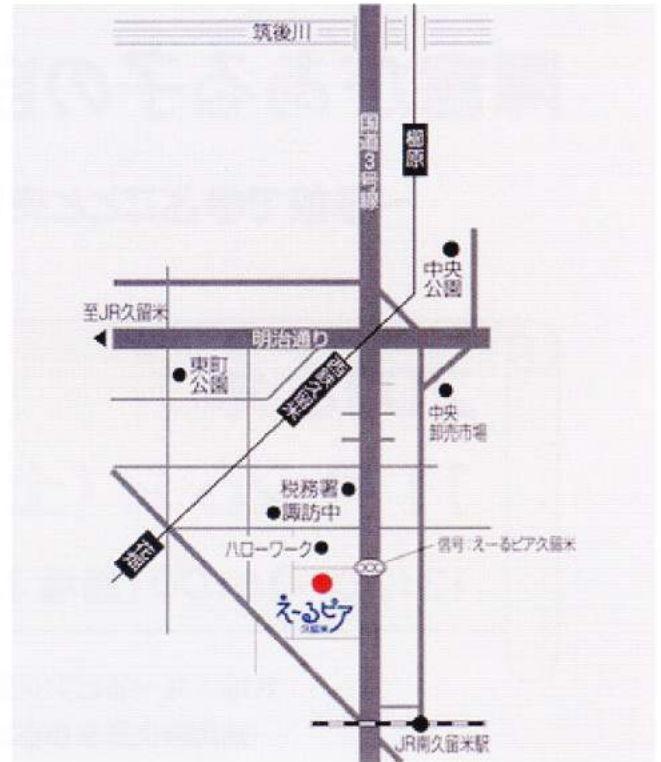 筑後川
国道3号線
櫛原
中央
公園
至JR久留米
明治通り
東町
公園
西鉄久留米
中央
卸売市場
税務署
諏訪中
ハローワーク
信号:えーるピア久留米
えーるピア
久留米
花畑
JR南久留米駅